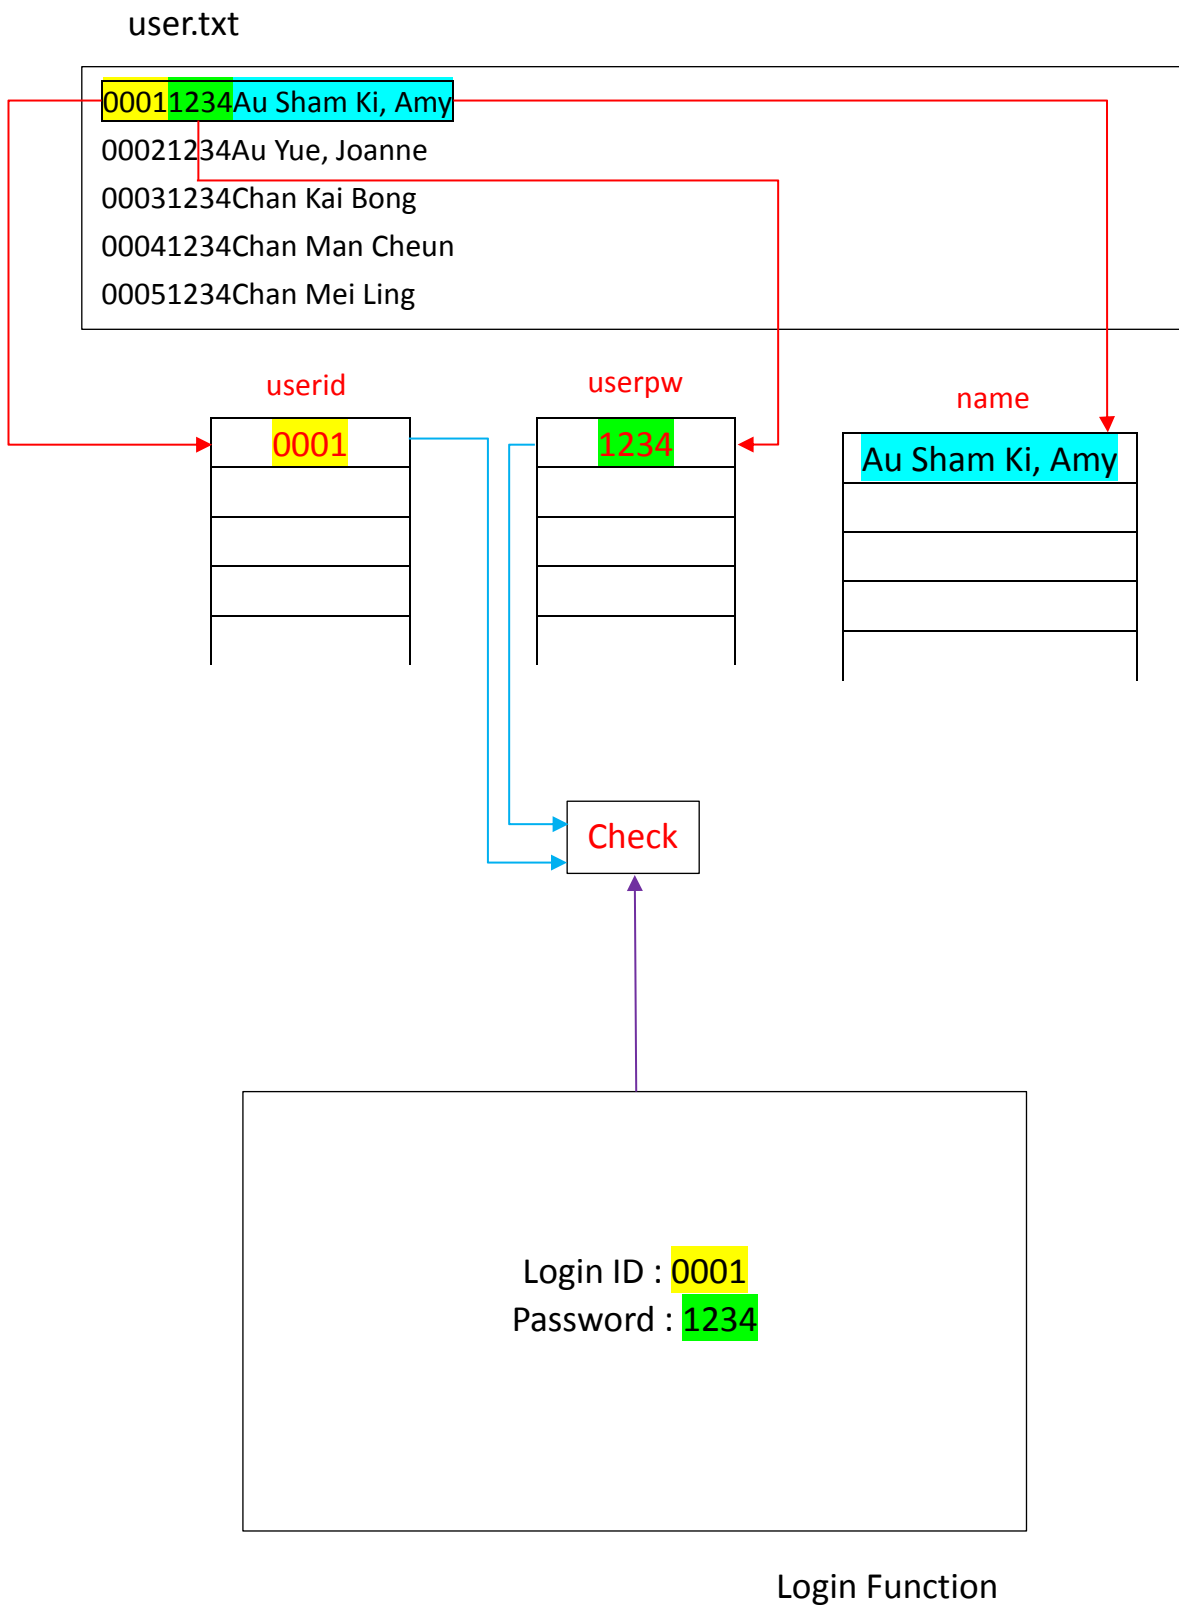 user.txt
00011234Au Sham Ki, Amy
00021234Au Yue, Joanne
00031234Chan Kai Bong
00041234Chan Man Cheun
00051234Chan Mei Ling
userid
userpw
name
0001
1234
Au Sham Ki, Amy
Check
Login ID : 0001
Password : 1234
Login Function